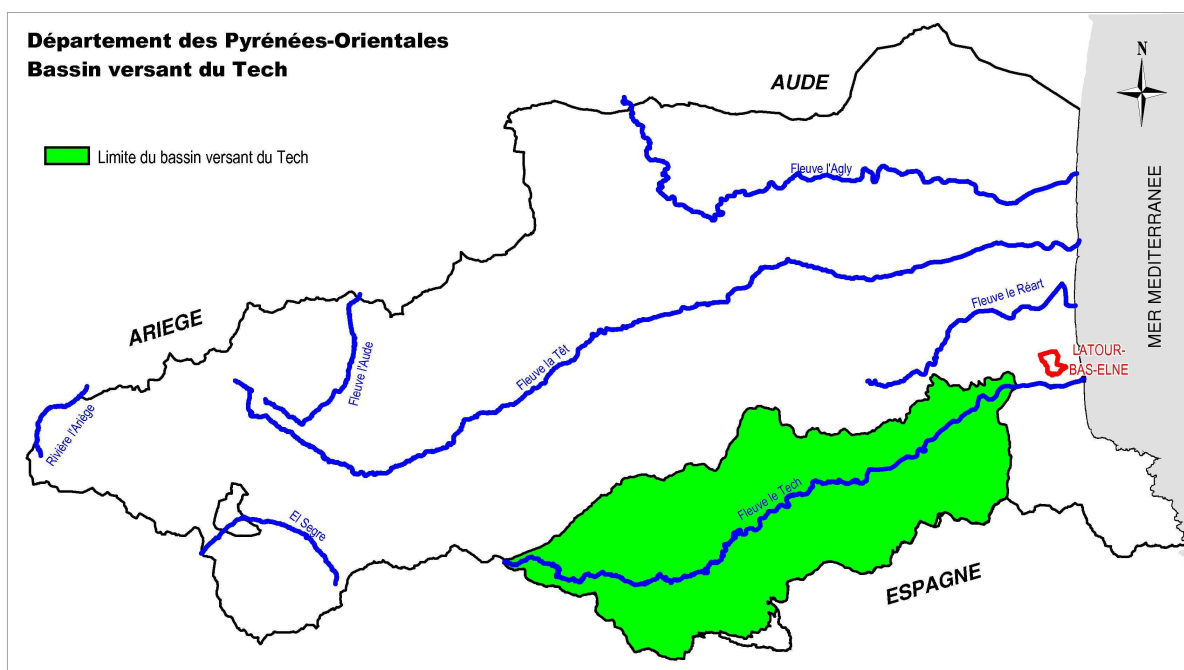 Département des Pyrénées-Orientales
Bassin versant du Tech
N
AUDE
Limite du bassin versant du Tech
Fleuve l'Agly
MER MEDITERRANEE
Fleuve le Réart
ARIEGE
Fleuve l'Aude
Fleuve la Têt
LATOUR-
BAS-ELNE
Rivière l'Ariège
Fleuve le Tech
El Segre
ESPAGNE